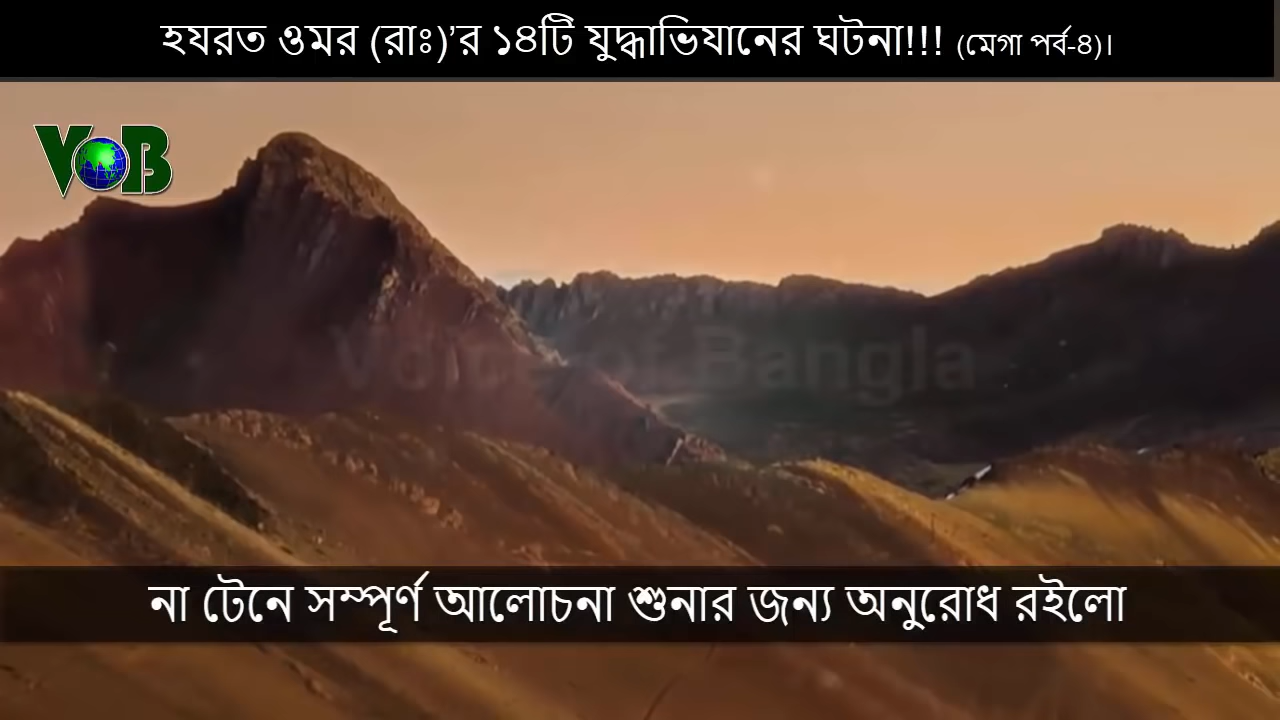 হযরত ওমর (রাঃ)’র ১৪টি যুদ্ধাভিযানের ঘটনা!!! (মেগা পর্ব-৪)।
VOB
Voice of Bangla
না টেনে সম্পূর্ণ আলোচনা শুনার জন্য অনুরোধ রইলো